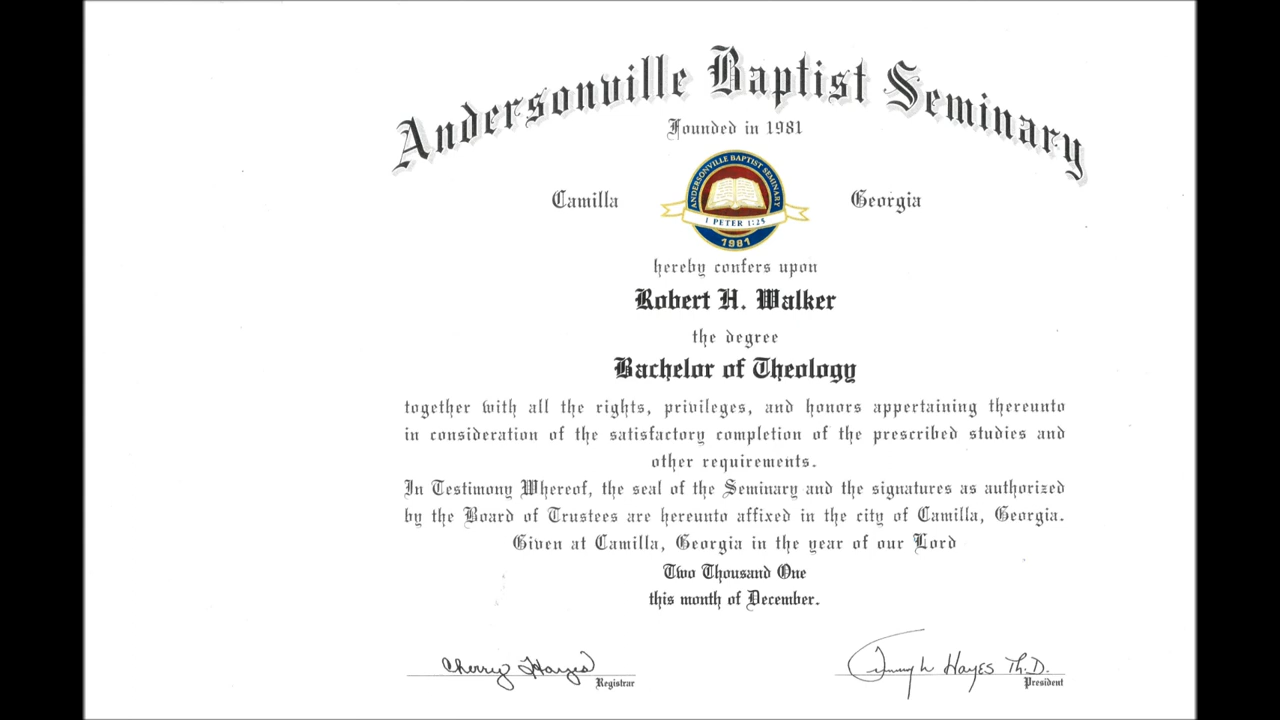 Andersonville Baptist Seminary
Founded in 1981
Camilla Georgia
ANDERSONVILLE BAPTIST SEMINARY
1 PETER 1:25
1981
hereby confers upon
Robert H. Walker
the degree
Bachelor of Theology
together with all the rights, privileges, and honors appertaining thereunto
in consideration of the satisfactory completion of the prescribed studies and
other requirements.
In Testimony Whereof, the seal of the Seminary and the signatures as authorized
by the Board of Trustees are hereunto affixed in the city of Camilla, Georgia.
Given at Camilla, Georgia in the year of our Lord
Two Thousand One
this month of December.
Cherry Hayes Hayes Th.D.
Registrar President